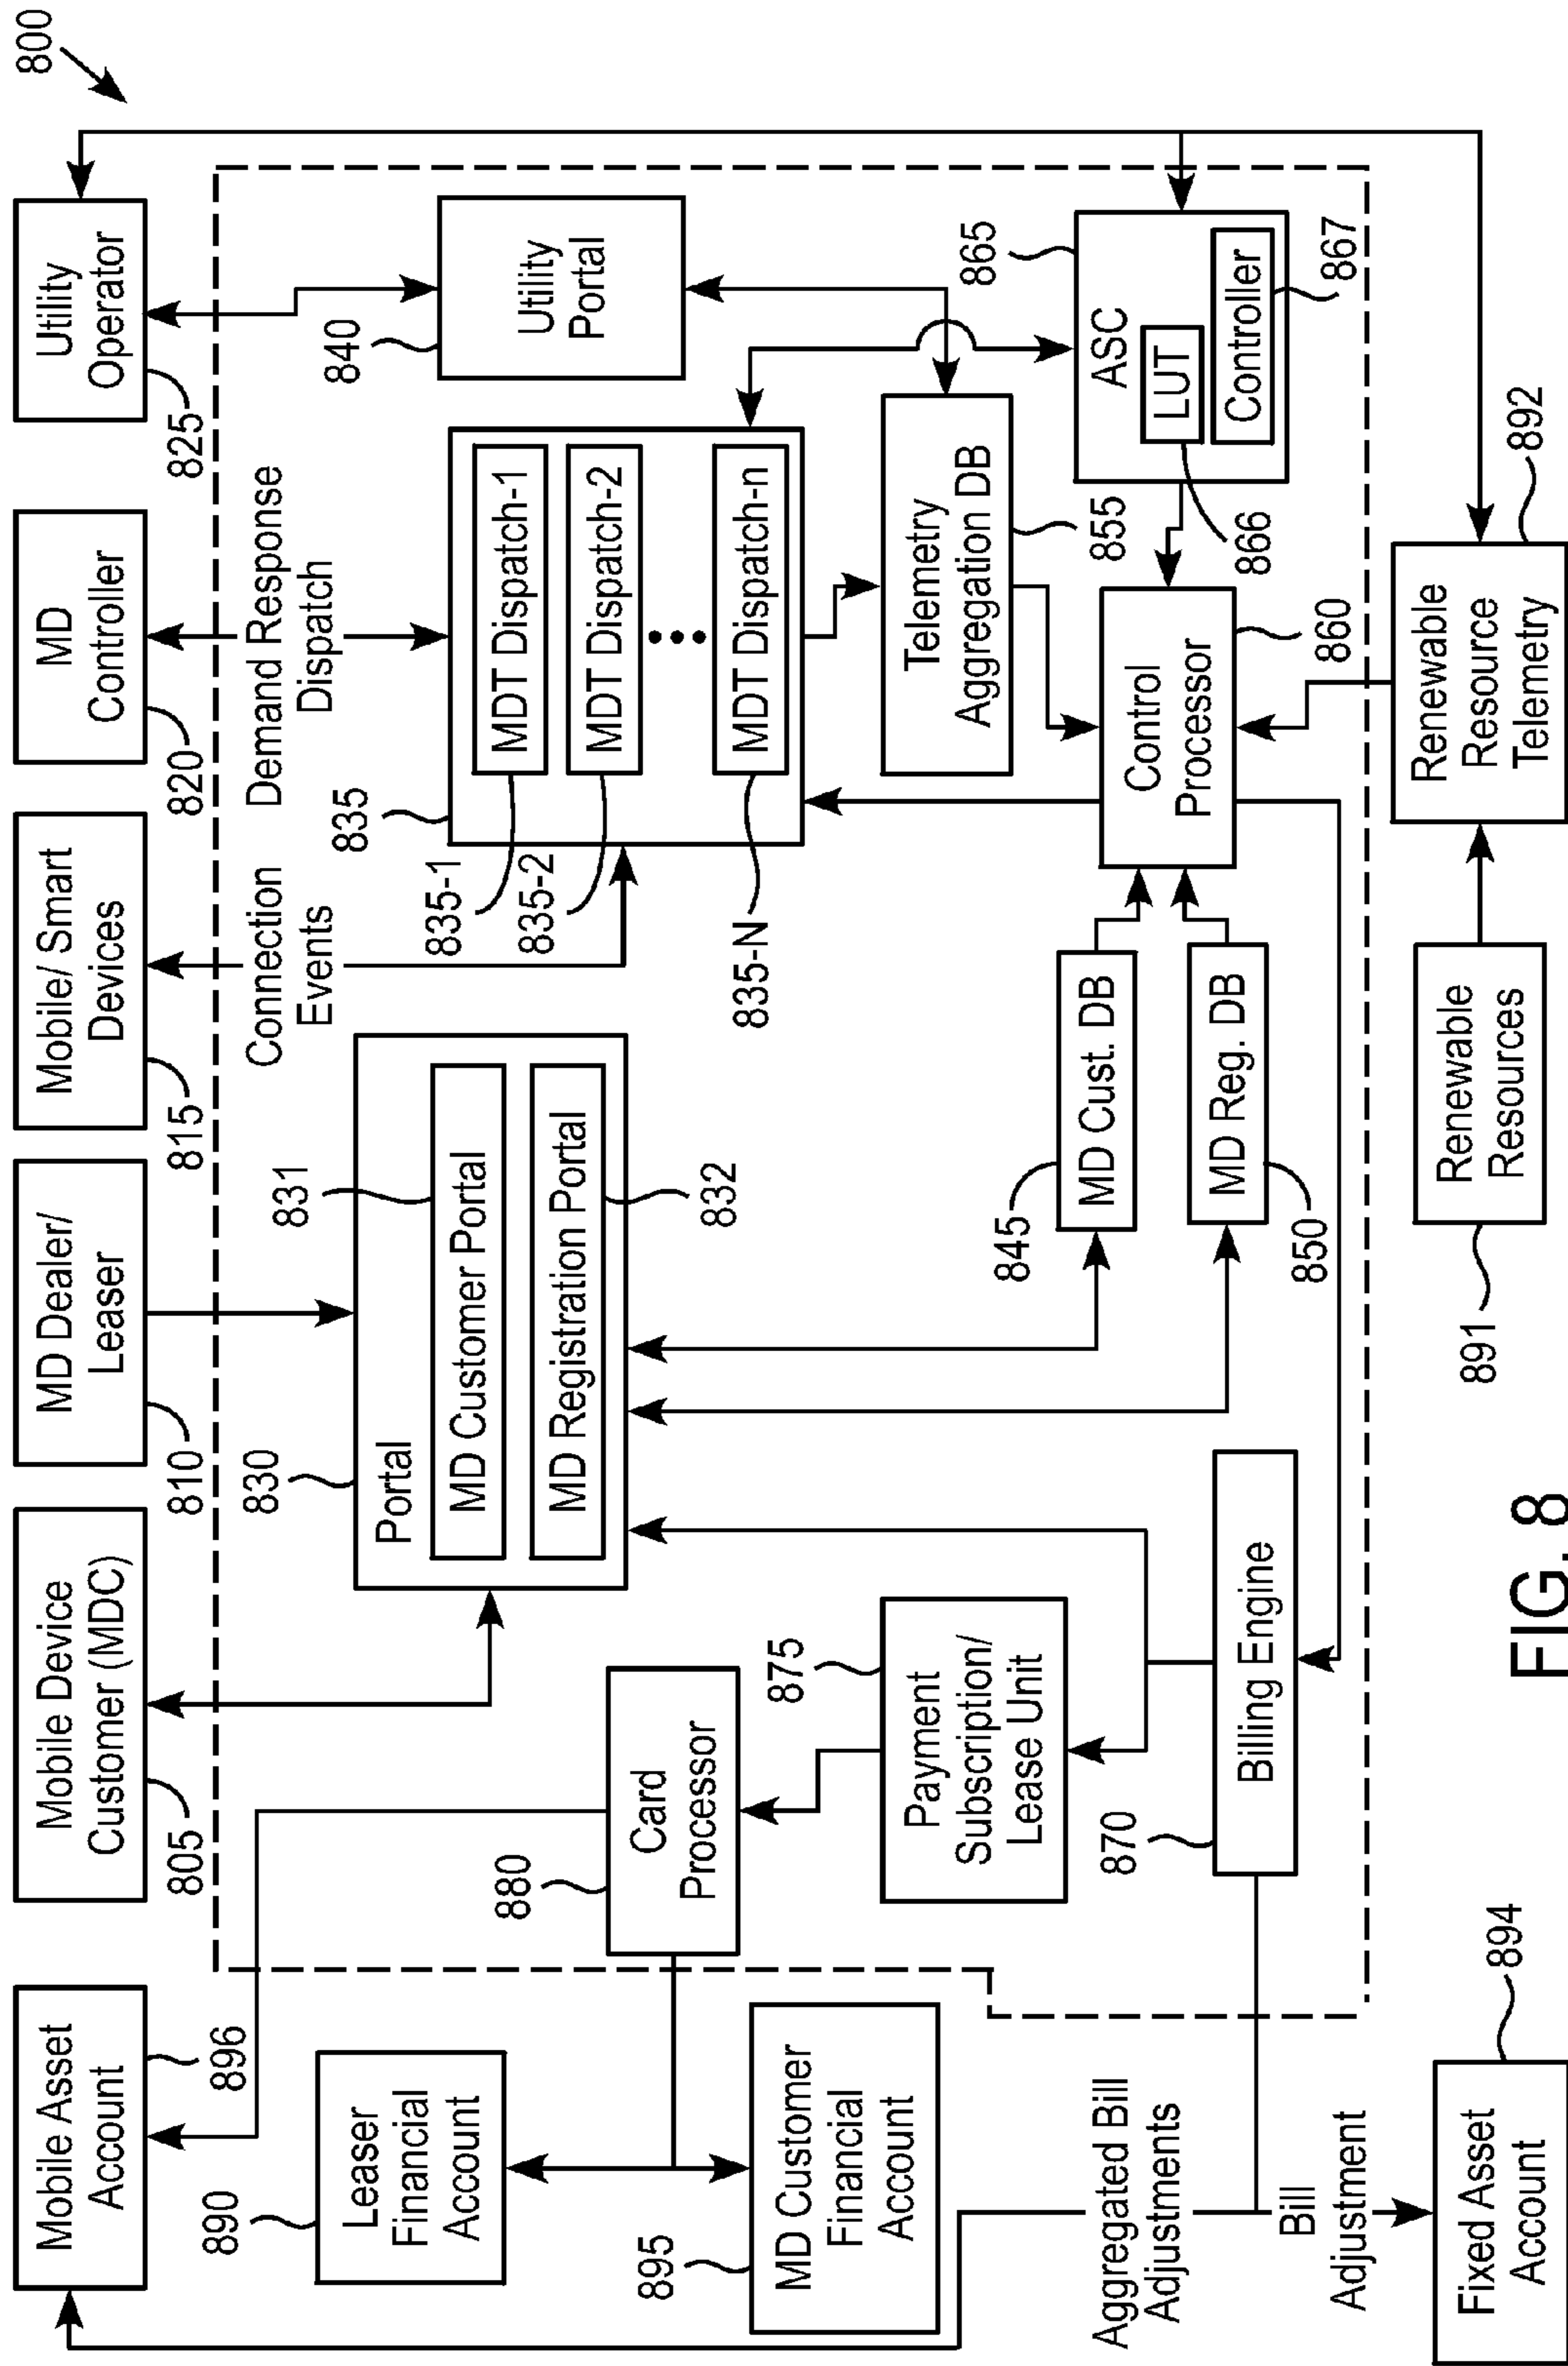 800
Mobile Asset
Account
896
Mobile Device
Customer (MDC)
805
MD Dealer/
Leaser
810
Mobile/ Smart
Devices
815
MD
Controller
820
Utility
Operator
825
Connection
Events
Demand Response
Dispatch
890
Leaser
Financial
Account
895
MD Customer
Financial
Account
880
Card
Processor
830
Portal
831
MD Customer Portal
MD Registration Portal
832
835
835-1
MDT Dispatch-1
835-2
MDT Dispatch-2
835-N
MDT Dispatch-n
840
Utility
Portal
875
Payment
Subscription/
Lease Unit
Telemetry
Aggregation DB
855
865
ASC
LUT
866
Controller
867
845
MD Cust. DB
MD Reg. DB
850
Control
Processor
860
870
Billing Engine
Aggregated Bill
Adjustments
Bill
Adjustment
Fixed Asset
Account
894
891
Renewable
Resources
Renewable
Resource
Telemetry
892
FIG. 8